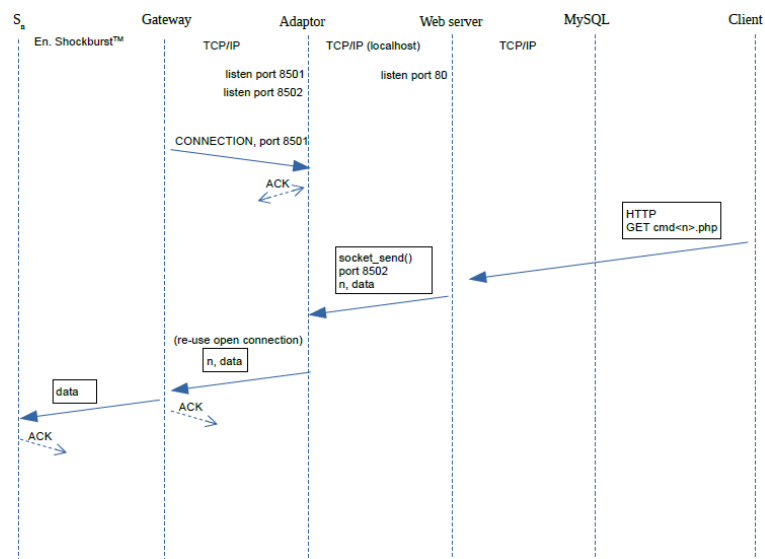 Sn Gateway Adaptor Web server MySQL Client
En. Shockburst™ TCP/IP TCP/IP (localhost) TCP/IP
listen port 8501 listen port 80
listen port 8502
CONNECTION, port 8501
ACK
HTTP
GET cmd<n>.php
socket_send()
port 8502
n, data
(re-use open connection)
n, data
data
ACK
ACK